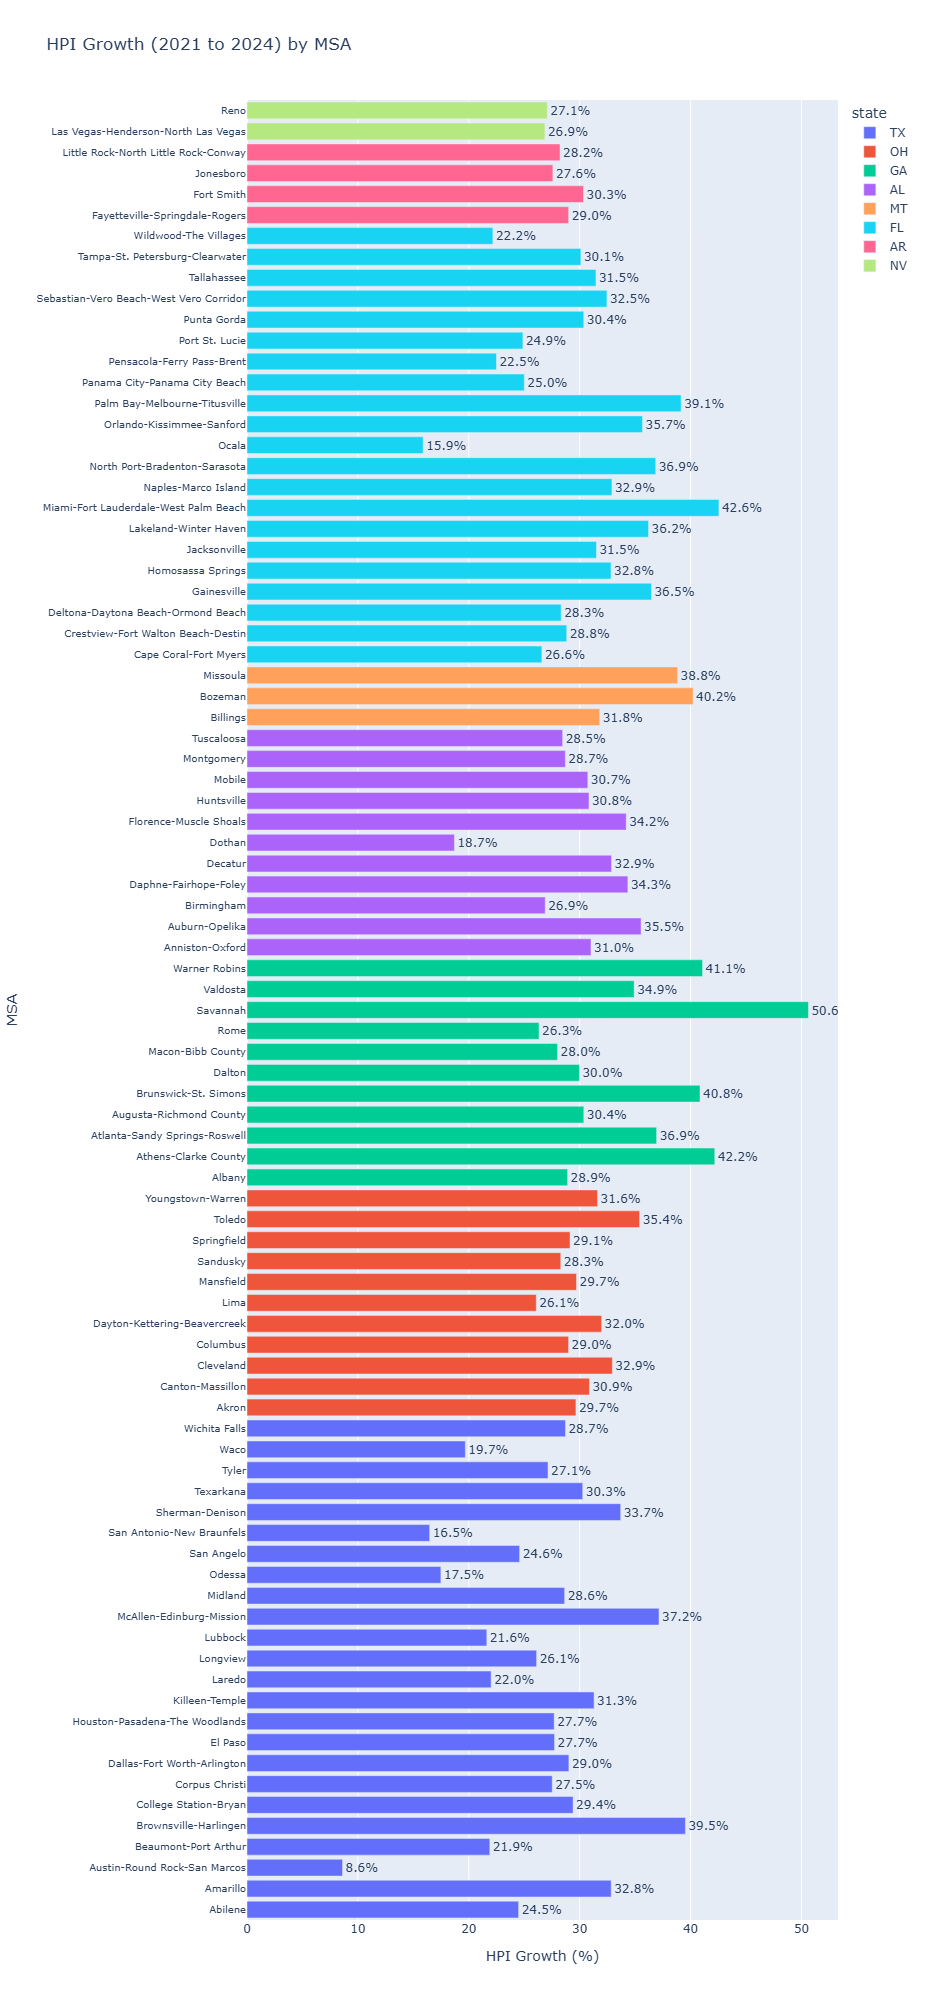 HPI Growth (2021 to 2024) by MSA
state
TX
OH
GA
AL
MT
FL
AR
NV
Reno 27.1%
Las Vegas-Henderson-North Las Vegas 26.9%
Little Rock-North Little Rock-Conway 28.2%
Jonesboro 27.6%
Fort Smith 30.3%
Fayetteville-Springdale-Rogers 29.0%
Wildwood-The Villages 22.2%
Tampa-St. Petersburg-Clearwater 30.1%
Tallahassee 31.5%
Sebastian-Vero Beach-West Vero Corridor 32.5%
Punta Gorda 30.4%
Port St. Lucie 24.9%
Pensacola-Ferry Pass-Brent 22.5%
Panama City-Panama City Beach 25.0%
Palm Bay-Melbourne-Titusville 39.1%
Orlando-Kissimmee-Sanford 35.7%
Ocala 15.9%
North Port-Bradenton-Sarasota 36.9%
Naples-Marco Island 32.9%
Miami-Fort Lauderdale-West Palm Beach 42.6%
Lakeland-Winter Haven 36.2%
Jacksonville 31.5%
Homosassa Springs 32.8%
Gainesville 36.5%
Deltona-Daytona Beach-Ormond Beach 28.3%
Crestview-Fort Walton Beach-Destin 28.8%
Cape Coral-Fort Myers 26.6%
Missoula 38.8%
Bozeman 40.2%
Billings 31.8%
Tuscaloosa 28.5%
Montgomery 28.7%
Mobile 30.7%
Huntsville 30.8%
Florence-Muscle Shoals 34.2%
Dothan 18.7%
Decatur 32.9%
Daphne-Fairhope-Foley 34.3%
Birmingham 26.9%
Auburn-Opelika 35.5%
Anniston-Oxford 31.0%
Warner Robins 41.1%
Valdosta 34.9%
Savannah 50.6
Rome 26.3%
Macon-Bibb County 28.0%
Dalton 30.0%
Brunswick-St. Simons 40.8%
Augusta-Richmond County 30.4%
Atlanta-Sandy Springs-Roswell 36.9%
Athens-Clarke County 42.2%
Albany 28.9%
Youngstown-Warren 31.6%
Toledo 35.4%
Springfield 29.1%
Sandusky 28.3%
Mansfield 29.7%
Lima 26.1%
Dayton-Kettering-Beavercreek 32.0%
Columbus 29.0%
Cleveland 32.9%
Canton-Massillon 30.9%
Akron 29.7%
Wichita Falls 28.7%
Waco 19.7%
Tyler 27.1%
Texarkana 30.3%
Sherman-Denison 33.7%
San Antonio-New Braunfels 16.5%
San Angelo 24.6%
Odessa 17.5%
Midland 28.6%
McAllen-Edinburg-Mission 37.2%
Lubbock 21.6%
Longview 26.1%
Laredo 22.0%
Killeen-Temple 31.3%
Houston-Pasadena-The Woodlands 27.7%
El Paso 27.7%
Dallas-Fort Worth-Arlington 29.0%
Corpus Christi 27.5%
College Station-Bryan 29.4%
Brownsville-Harlingen 39.5%
Beaumont-Port Arthur 21.9%
Austin-Round Rock-San Marcos 8.6%
Amarillo 32.8%
Abilene 24.5%
MSA
0 10 20 30 40 50
HPI Growth (%)